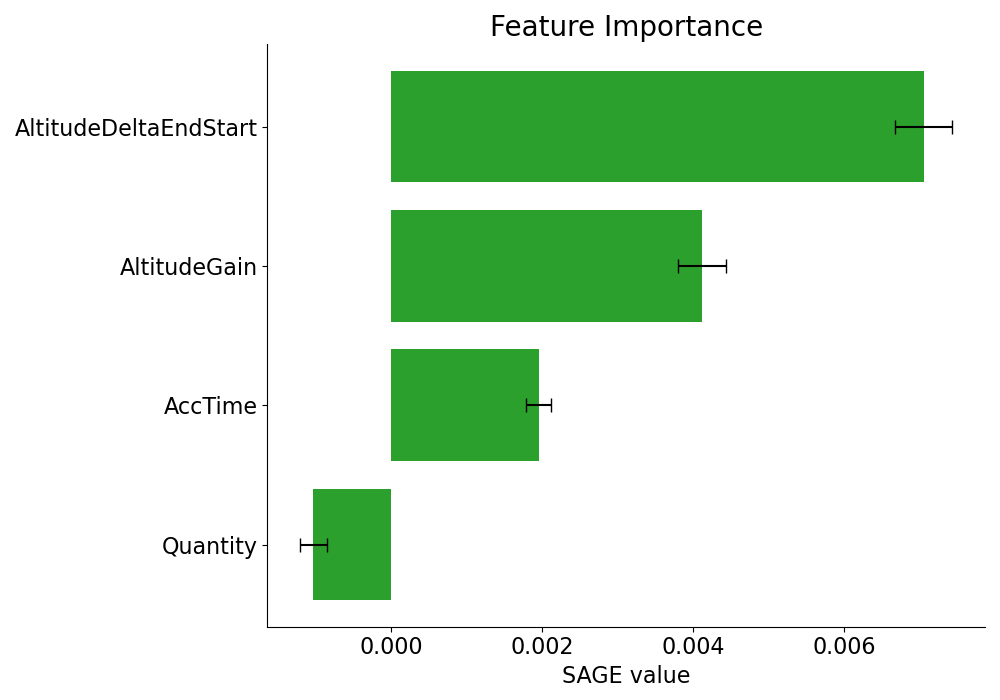 Feature Importance
AltitudeDeltaEndStart
AltitudeGain
AccTime
Quantity
0.000 0.002 0.004 0.006
SAGE value